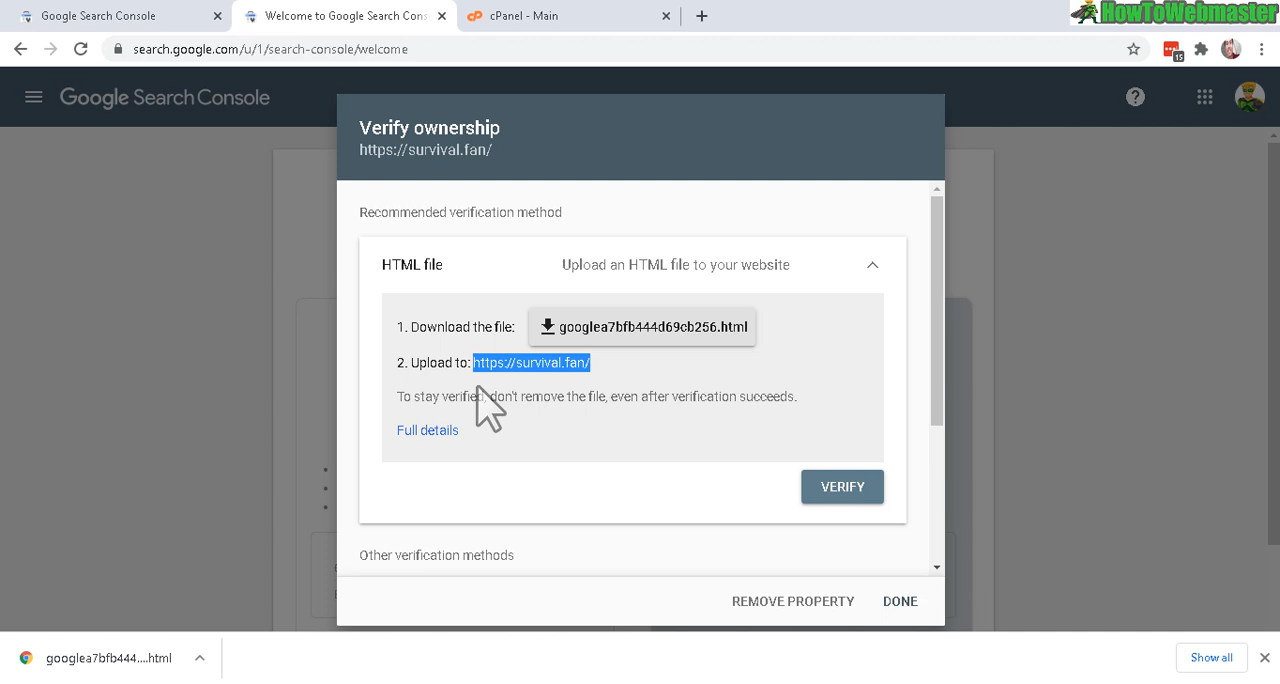 Google Search Console
Welcome to Google Search Cons
cPanel - Main
HowToWebmaster
search.google.com/u/1/search-console/welcome
15
Google Search Console
Verify ownership
https://survival.fan/
Recommended verification method
HTML file
Upload an HTML file to your website
1. Download the file:
googlea7bfb444d69cb256.html
2. Upload to: https://survival.fan/
To stay verified, don't remove the file, even after verification succeeds.
Full details
VERIFY
Other verification methods
REMOVE PROPERTY
DONE
googlea7bfb444....html
Show all